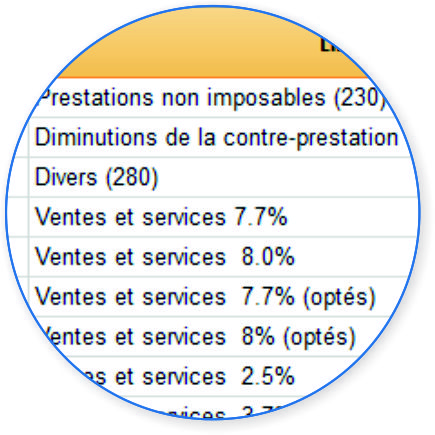 Prestations non imposables (230)
Diminutions de la contre-prestation
Divers (280)
Ventes et services 7.7%
Ventes et services 8.0%
Ventes et services 7.7% (optés)
Ventes et services 8% (optés)
et services 2.5%